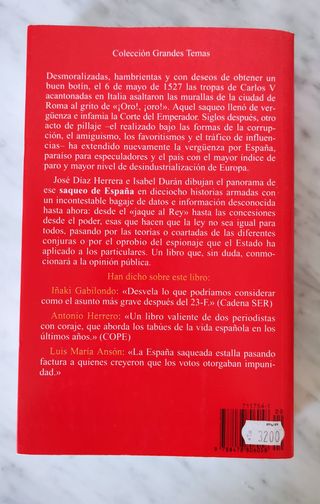 Colección Grandes Temas
Desmoralizadas, hambrientas y con deseos de obtener un
buen botín, el 6 de mayo de 1527 las tropas de Carlos V
acantonadas en Italia asaltaron las murallas de la ciudad de
Roma al grito de «¡Oro!, ¡oro!». Aquel saqueo llenó de ver-
güenza e infamia la Corte del Emperador. Siglos después, otro
acto de pillaje –el realizado bajo las formas de la corrup-
ción, el amiguismo, los favoritismos y el tráfico de influen-
cias– ha extendido nuevamente la vergüenza por España,
paraíso para especuladores y el país con el mayor índice de
paro y mayor nivel de desindustrialización de Europa.
José Díaz Herrera e Isabel Durán dibujan el panorama de
ese saqueo de España en dieciocho historias armadas con
un incontestable bagaje de datos e información desconocida
hasta ahora: desde el «jaque al Rey» hasta las concesiones
desde el poder, esas que hacen que la ley no sea igual para
todos, pasando por las teorías o coartadas de las diferentes
conjuras o por el oprobio del espionaje que el Estado ha
aplicado a los particulares. Un libro que, sin duda, conmo-
cionará a la opinión pública.
Han dicho sobre este libro:
Iñaki Gabilondo: «Desvela lo que podríamos considerar
como el asunto más grave después del 23-F.» (Cadena SER)
Antonio Herrero: «Un libro valiente de dos periodistas
con coraje, que aborda los tabúes de la vida española en los
últimos años.» (COPE)
Luis María Ansón: «La España saqueada estalla pasando
factura a quienes creyeron que los votos otorgaban impuni-
dad.»
PVP
3200